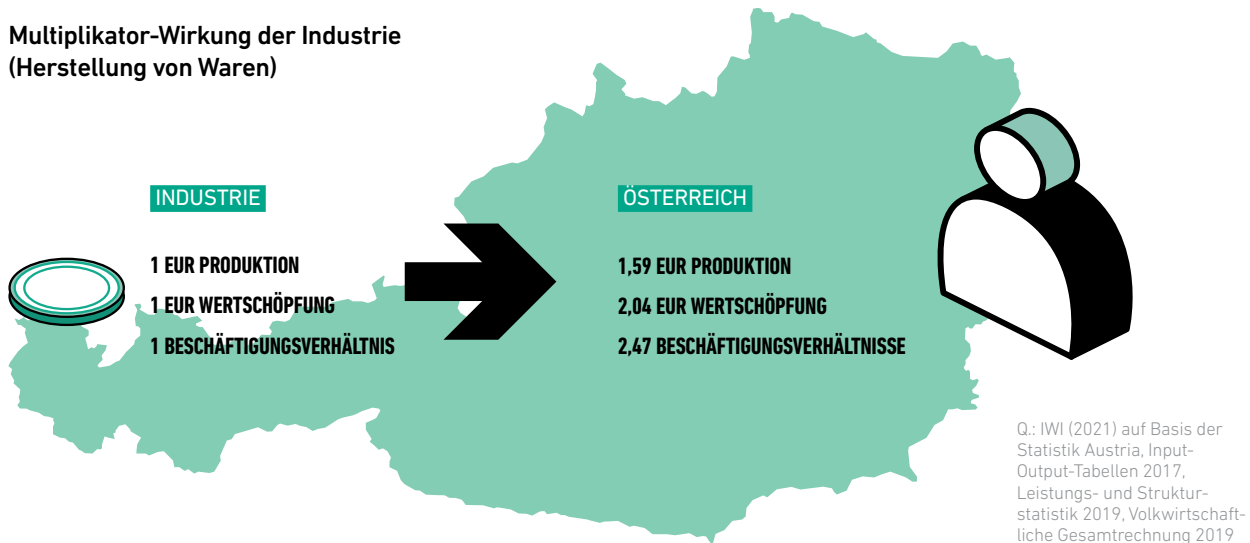 Multiplikator-Wirkung der Industrie
(Herstellung von Waren)
INDUSTRIE
1 EUR PRODUKTION
1 EUR WERTSCHÖPFUNG
1 BESCHÄFTIGUNGSVERHÄLTNIS
ÖSTERREICH
1,59 EUR PRODUKTION
2,04 EUR WERTSCHÖPFUNG
2,47 BESCHÄFTIGUNGSVERHÄLTNISSE
Q.: IWI (2021) auf Basis der
Statistik Austria, Input-
Output-Tabellen 2017,
Leistungs- und Struktur-
statistik 2019, Volkwirtschaft-
liche Gesamtrechnung 2019